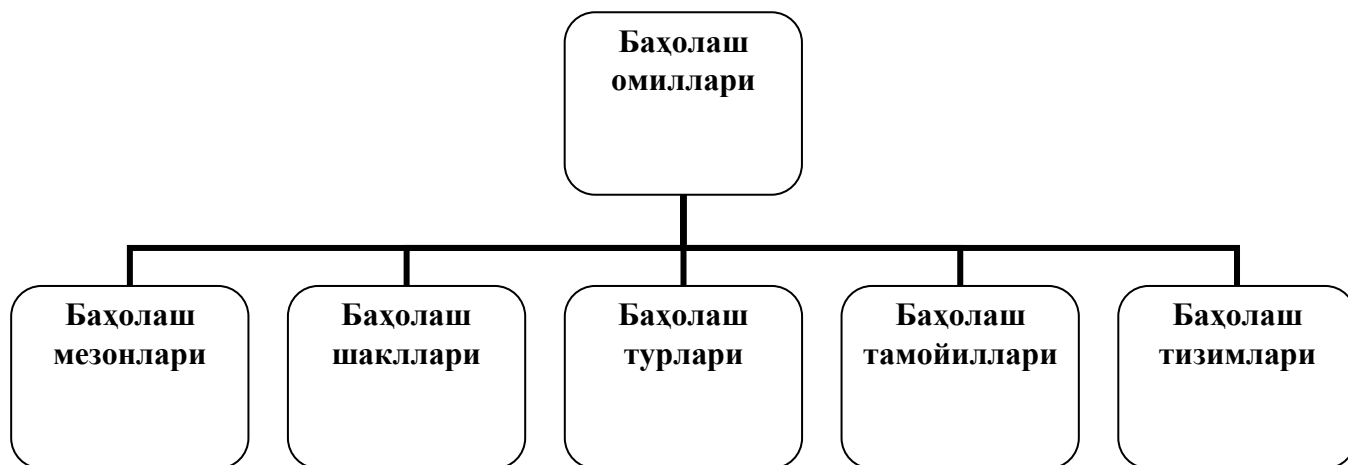 Баҳолаш
омиллари
Баҳолаш
мезонлари
Баҳолаш
шакллари
Баҳолаш
турлари
Баҳолаш
тамойиллари
Баҳолаш
тизимлари